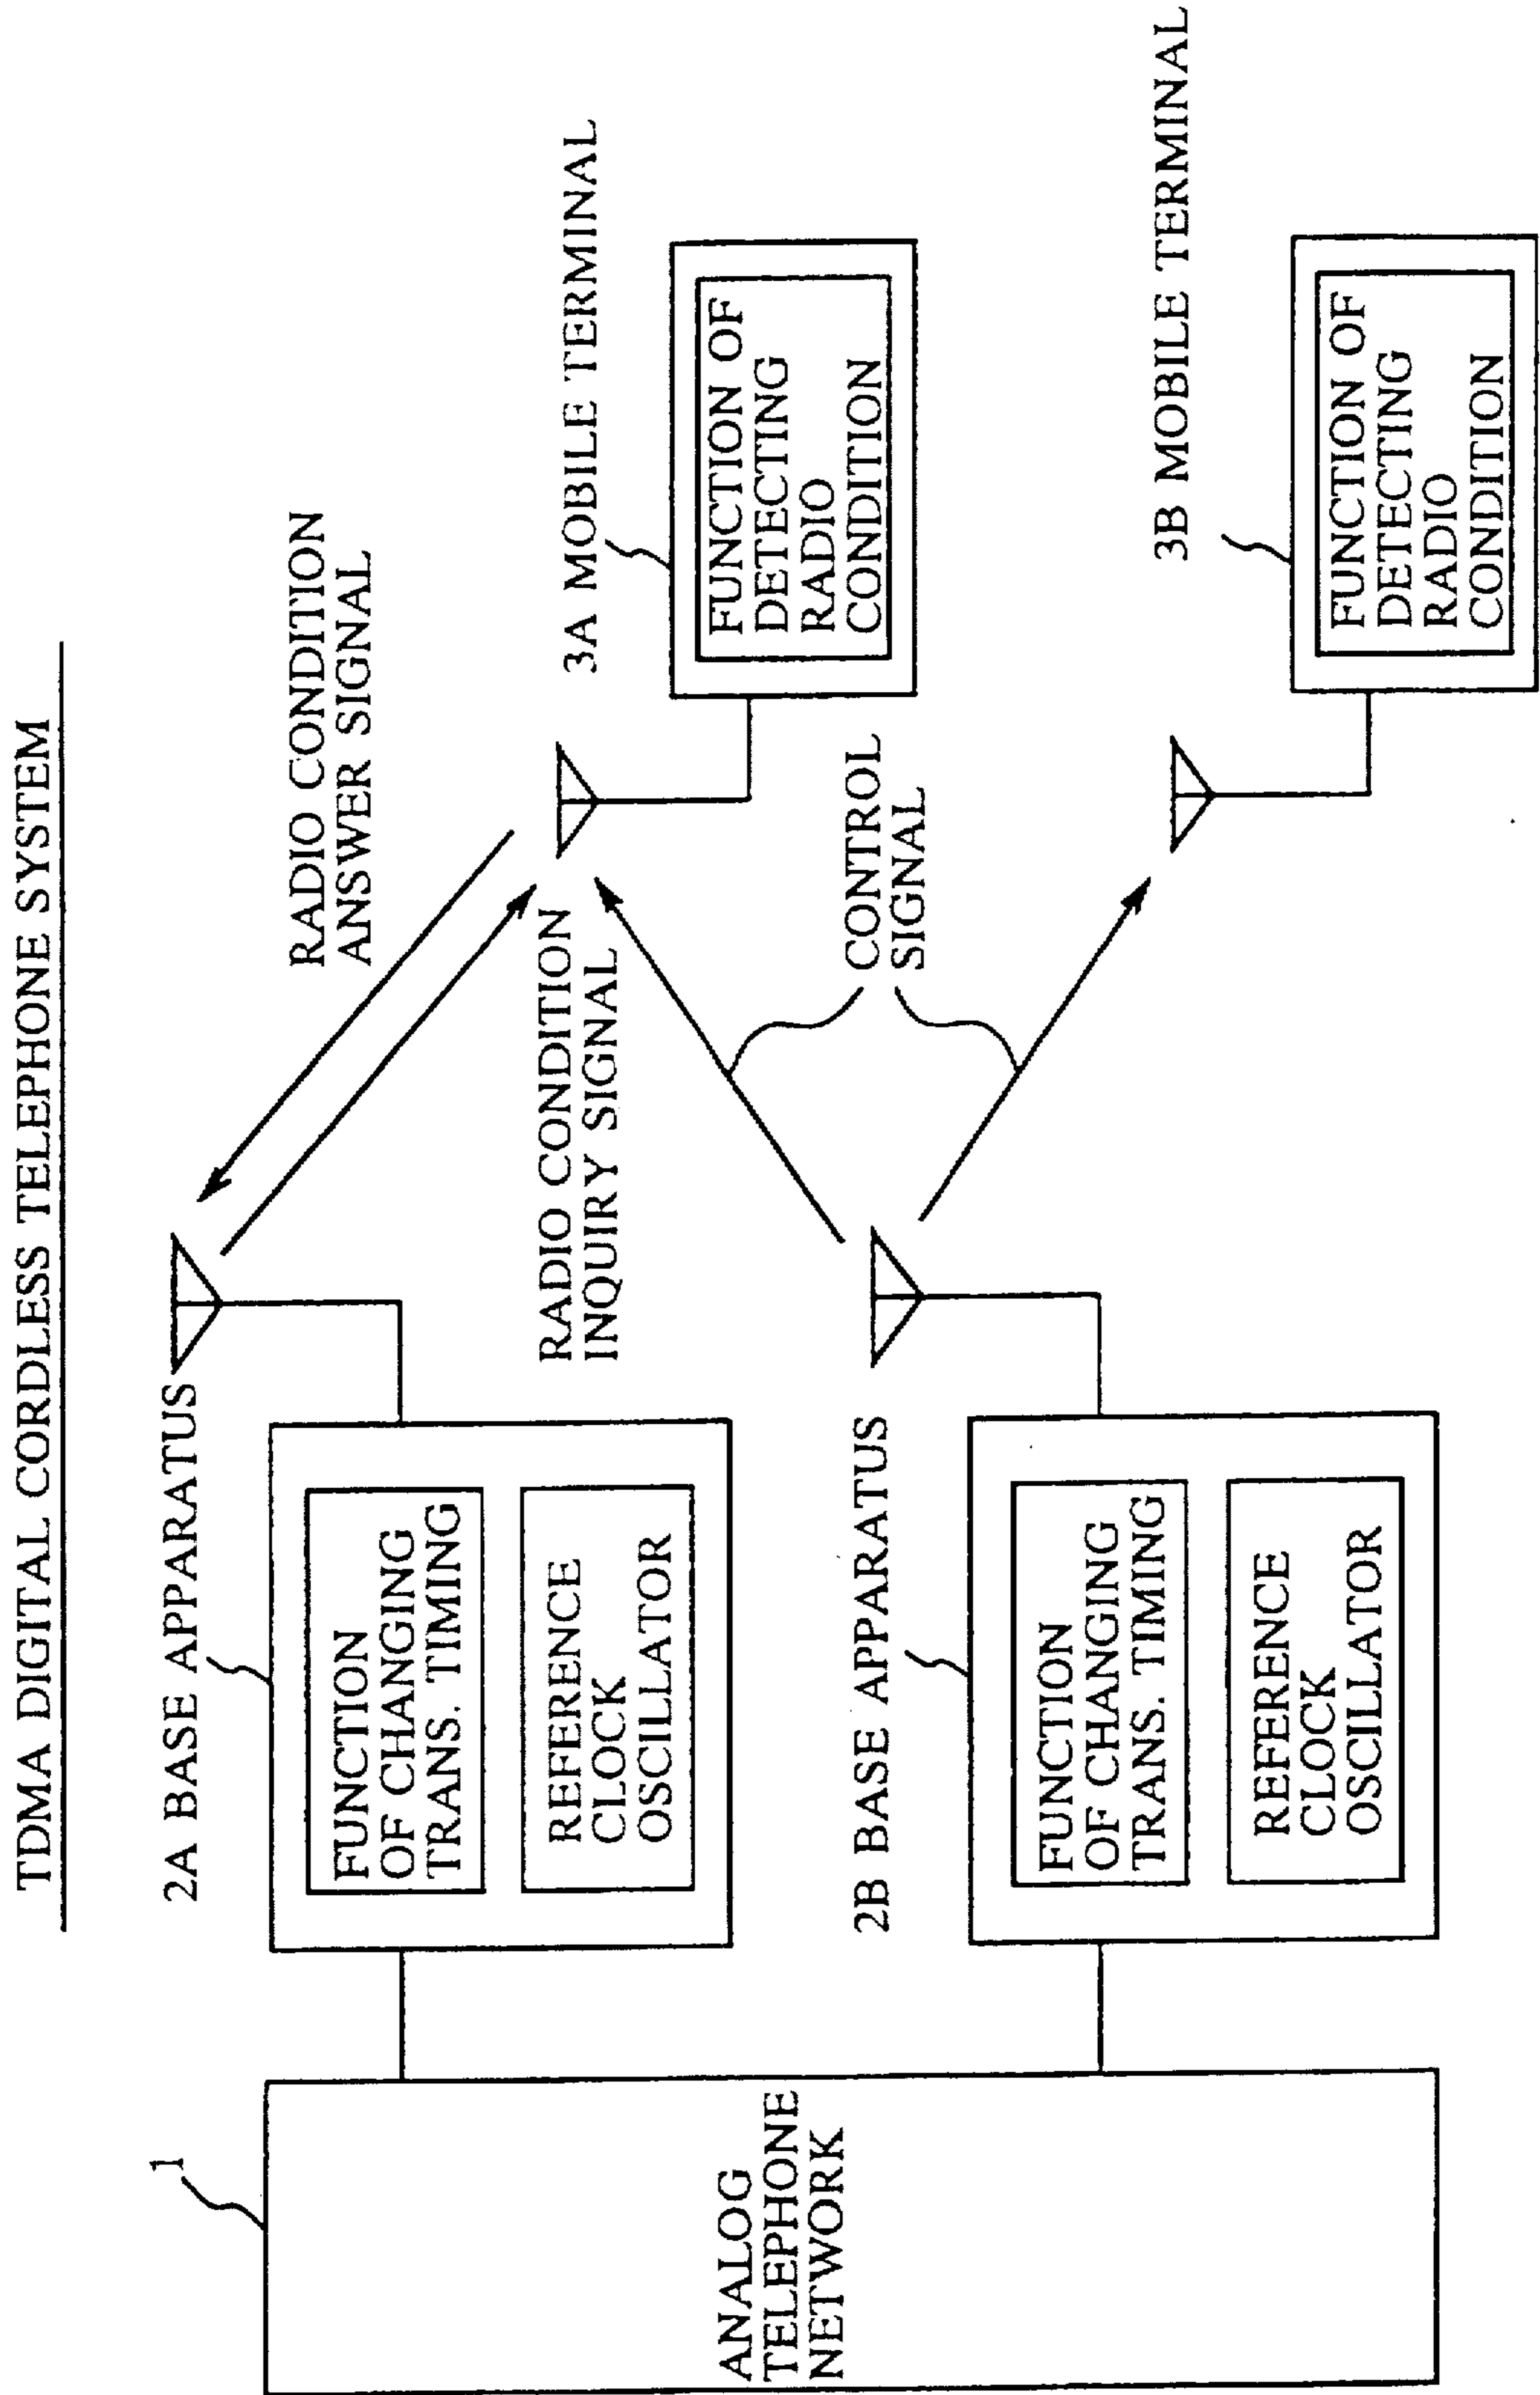 TDMA DIGITAL CORDLESS TELEPHONE SYSTEM
1
ANALOG
TELEPHONE
NETWORK
2A BASE APPARATUS
FUNCTION
OF CHANGING
TRANS. TIMING
REFERENCE
CLOCK
OSCILLATOR
2B BASE APPARATUS
FUNCTION
OF CHANGING
TRANS. TIMING
REFERENCE
CLOCK
OSCILLATOR
RADIO CONDITION
ANSWER SIGNAL
RADIO CONDITION
INQUIRY SIGNAL
CONTROL
SIGNAL
3A MOBILE TERMINAL
FUNCTION OF
DETECTING
RADIO
CONDITION
3B MOBILE TERMINAL
FUNCTION OF
DETECTING
RADIO
CONDITION